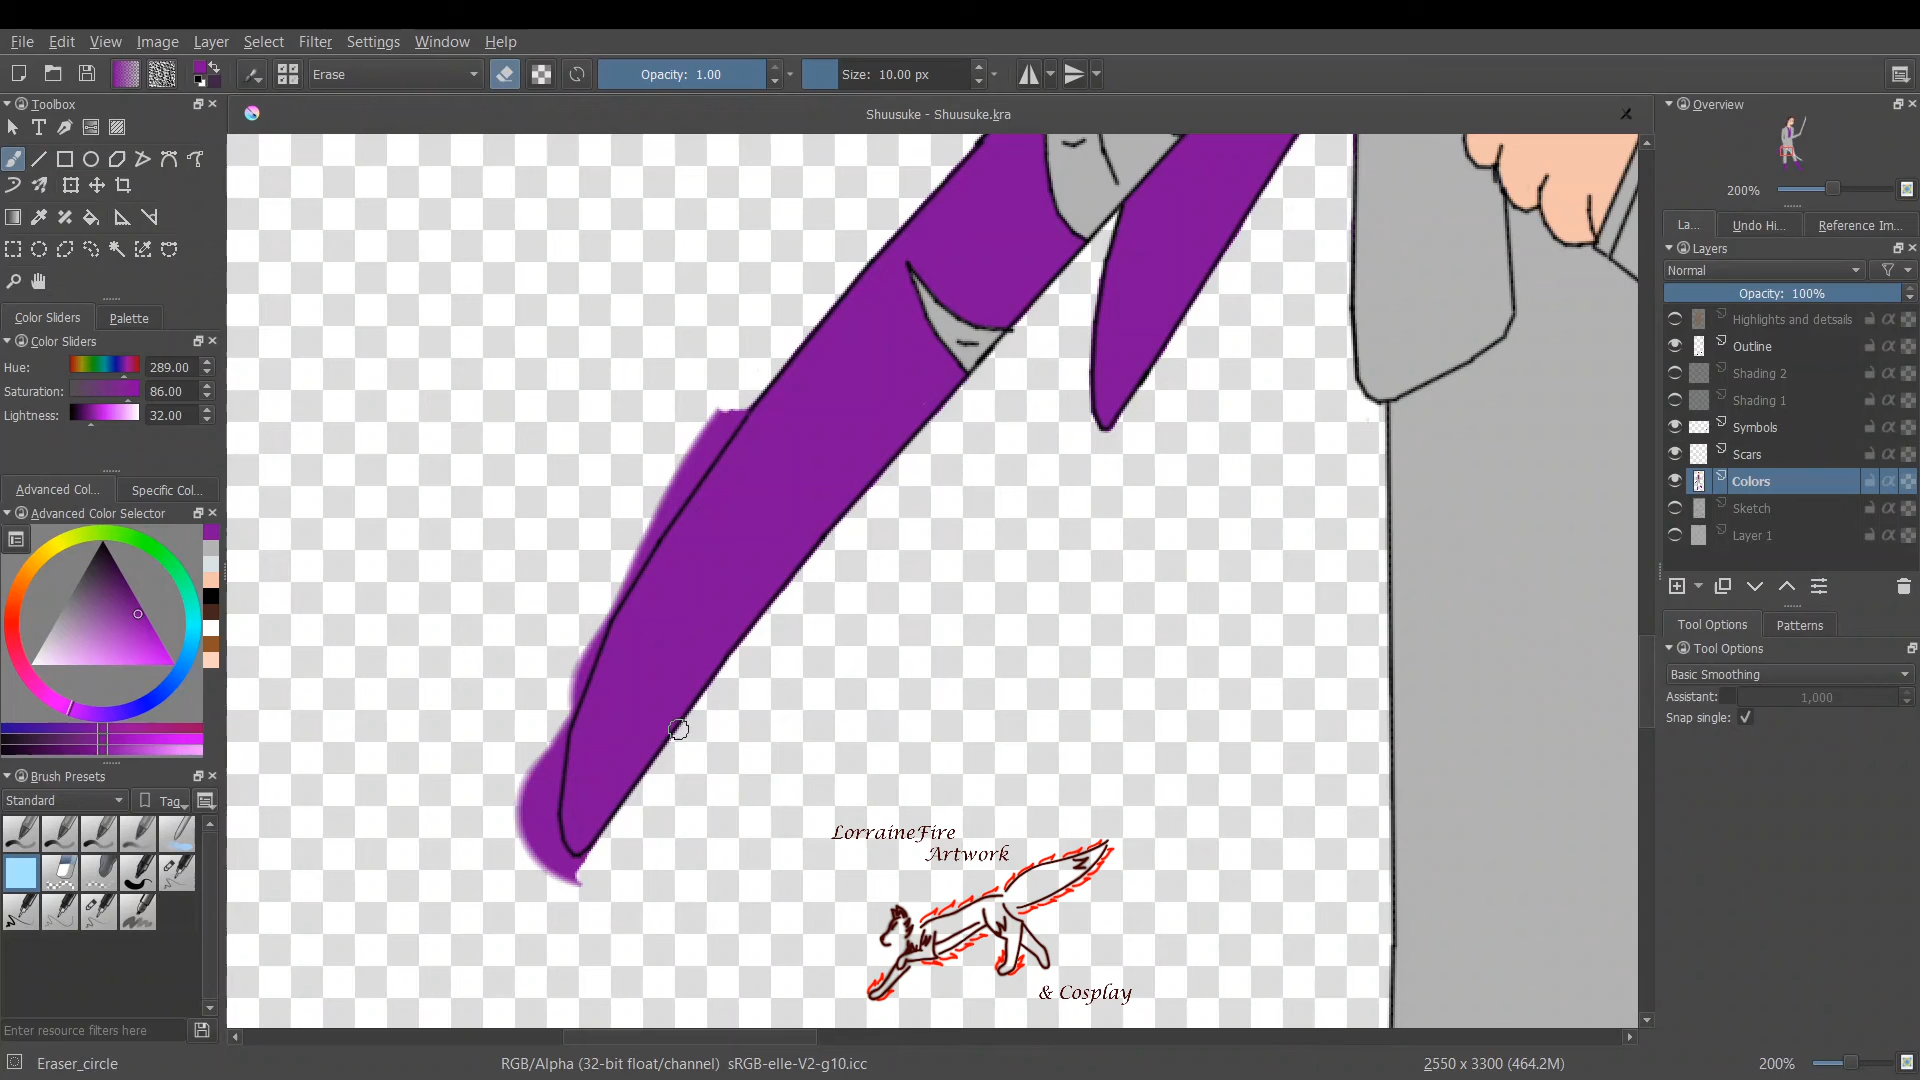 File Edit View Image Layer Select Filter Settings Window Help
Erase Opacity: 1.00 Size: 10.00 px
Toolbox
Shuusuke - Shuusuke.kra
Overview
200%
La... Undo Hi... Reference Im...
Layers
Normal
Opacity: 100%
Highlights and detsails
Outline
Shading 2
Shading 1
Symbols
Scars
Colors
Sketch
Layer 1
Tool Options Patterns
Tool Options
Basic Smoothing
Assistant: 1,000
Snap single:
Color Sliders Palette
Color Sliders
Hue: 289.00
Saturation: 86.00
Lightness: 32.00
Advanced Col... Specific Col...
Advanced Color Selector
Brush Presets
Standard Tag
Enter resource filters here
LorraineFire
Artwork
& Cosplay
Eraser_circle RGB/Alpha (32-bit float/channel) sRGB-elle-V2-g10.icc 2550 x 3300 (464.2M) 200%